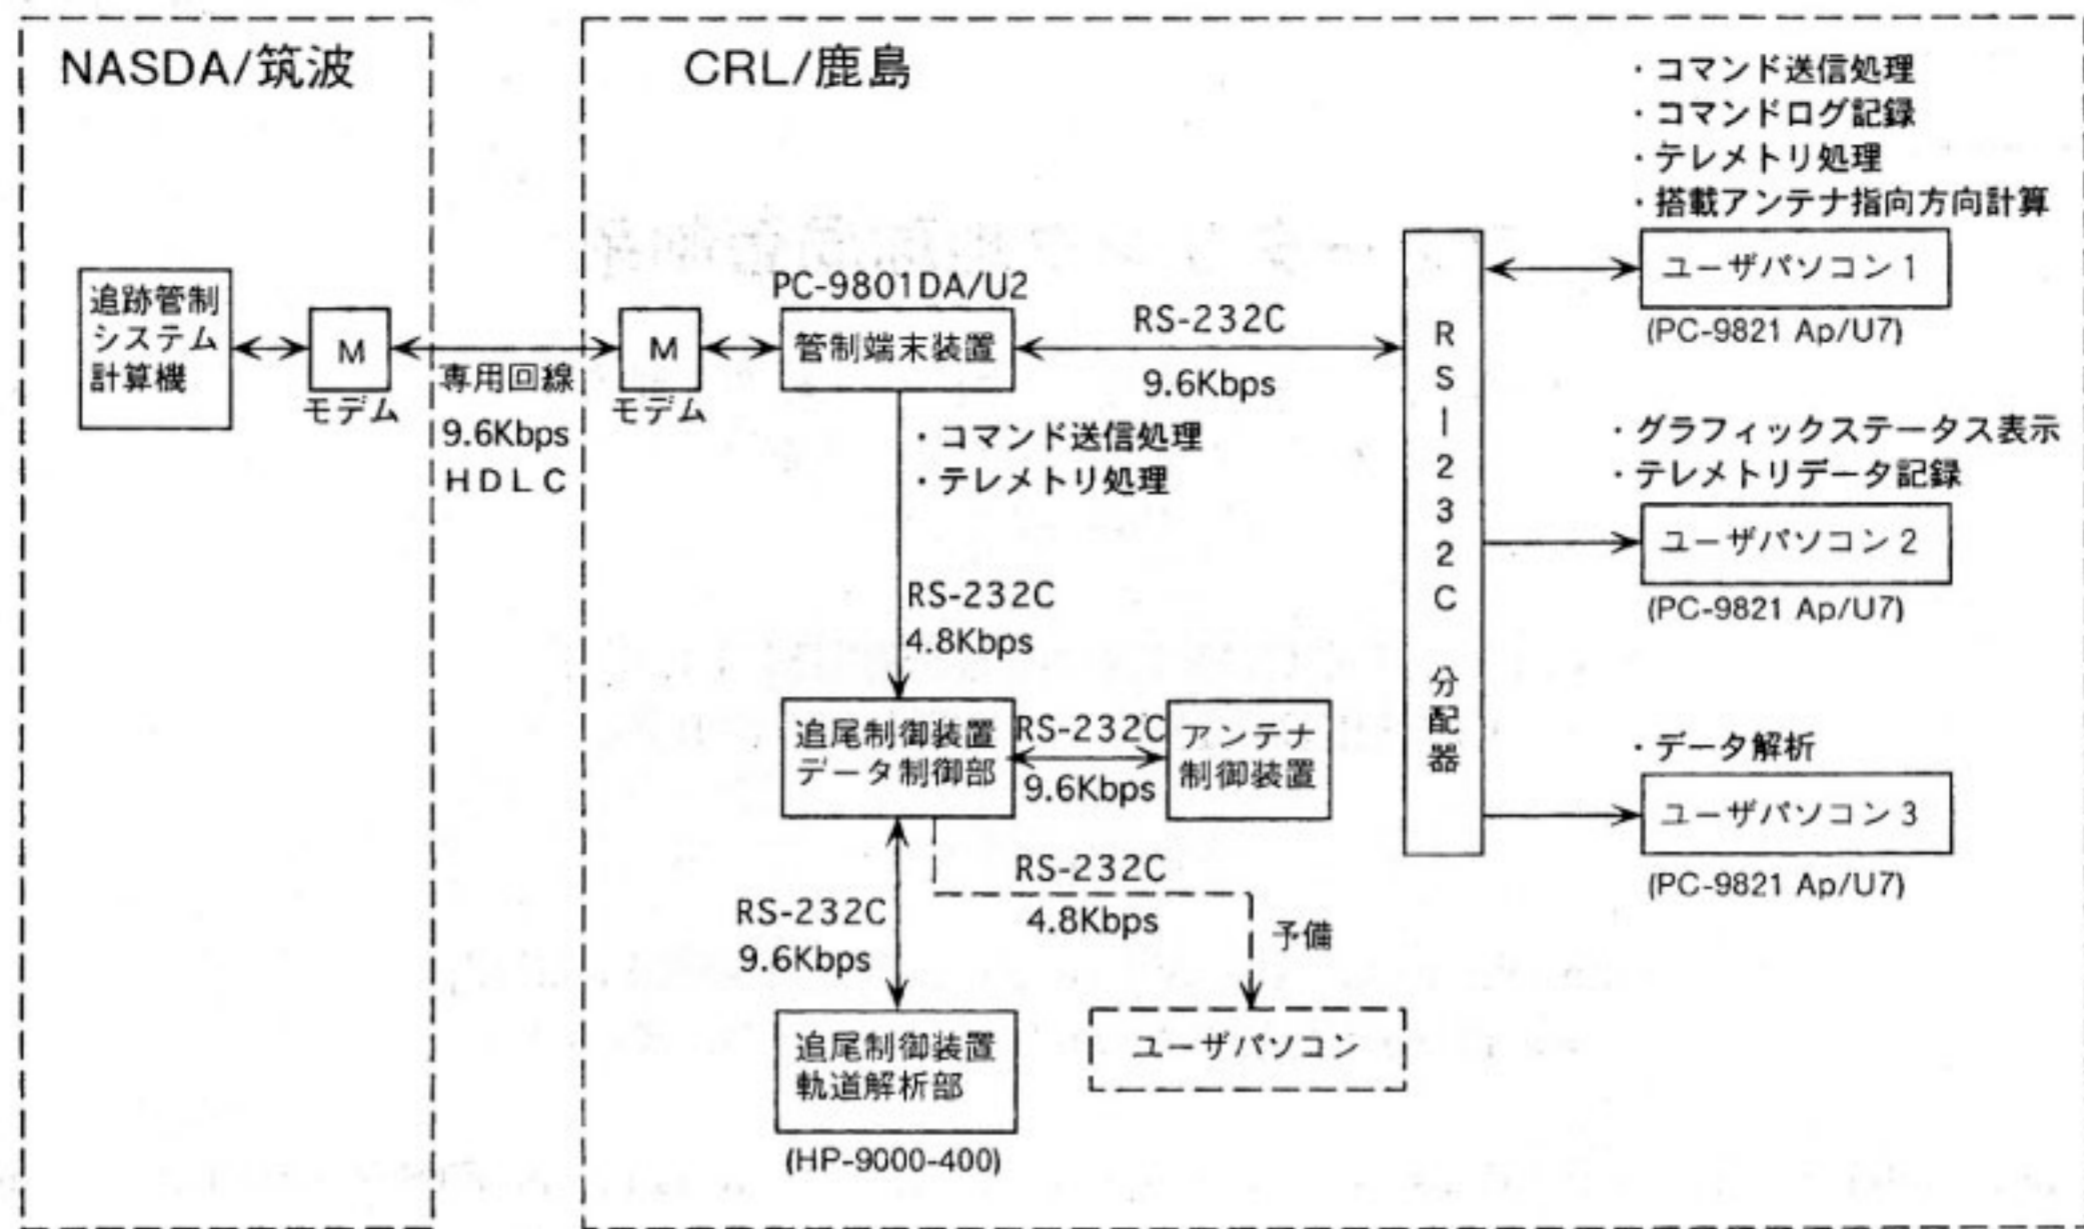 NASDA/筑波
追跡管制
システム
計算機
M
モデム
専用回線
9.6Kbps
HDLC
CRL/鹿島
M
モデム
PC-9801DA/U2
管制端末装置
・コマンド送信処理
・テレメトリ処理
RS-232C
9.6Kbps
RS-232C
4.8Kbps
追尾制御装置
データ制御部
RS-232C
9.6Kbps
アンテナ
制御装置
RS-232C
4.8Kbps
予備
ユーザパソコン
RS-232C
9.6Kbps
追尾制御装置
軌道解析部
(HP-9000-400)
RS-232C 分配器
・コマンド送信処理
・コマンドログ記録
・テレメトリ処理
・搭載アンテナ指向方向計算
ユーザパソコン1
(PC-9821 Ap/U7)
・グラフィックステータス表示
・テレメトリデータ記録
ユーザパソコン2
(PC-9821 Ap/U7)
・データ解析
ユーザパソコン3
(PC-9821 Ap/U7)